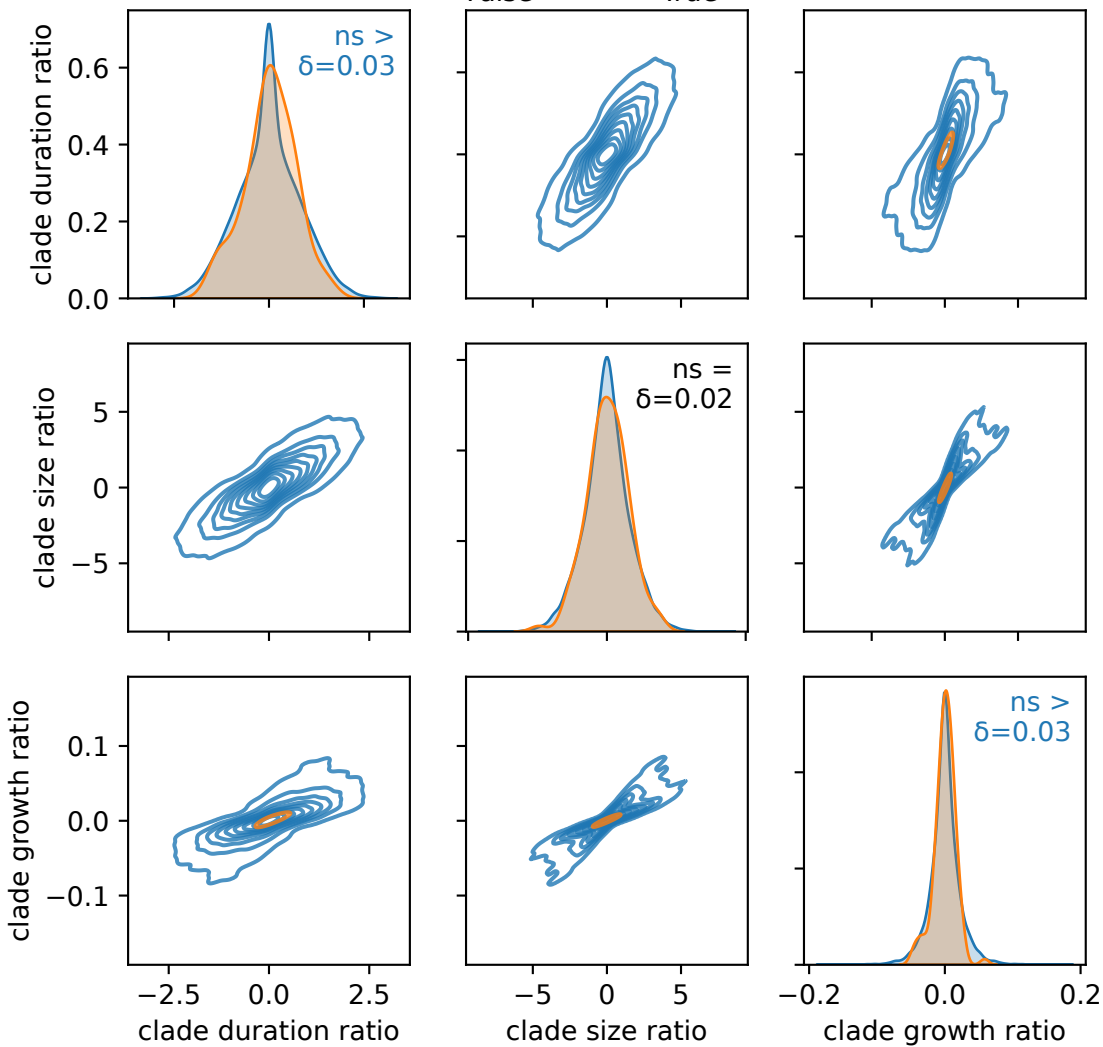 clade duration ratio
0.6
0.4
0.2
0.0
ns >
δ=0.03
clade size ratio
5
0
−5
ns =
δ=0.02
−5
0
5
clade growth ratio
0.1
0.0
−0.1
ns >
δ=0.03
−2.5
0.0
2.5
clade duration ratio
−5
0
5
clade size ratio
−0.2
0.0
0.2
clade growth ratio